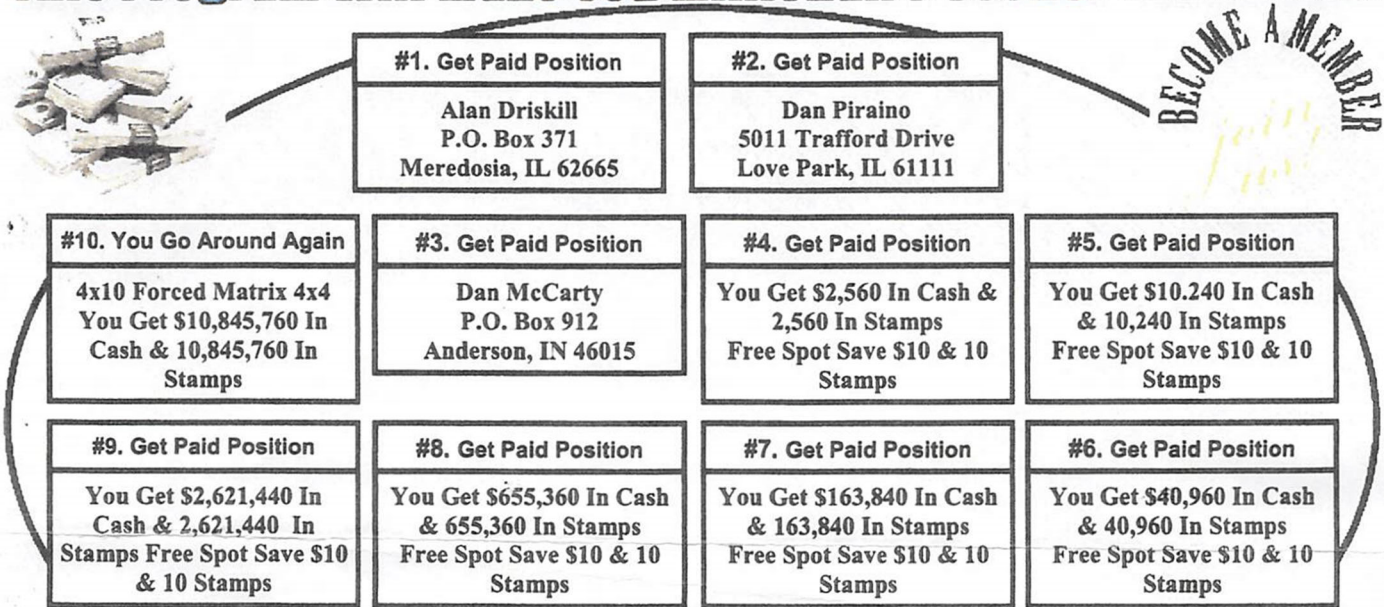 BECOME A MEMBER
join now!
#1. Get Paid Position
Alan Driskill
P.O. Box 371
Meredosia, IL 62665
#2. Get Paid Position
Dan Piraino
5011 Trafford Drive
Love Park, IL 61111
#10. You Go Around Again
4x10 Forced Matrix 4x4
You Get $10,845,760 In
Cash & 10,845,760 In
Stamps
#3. Get Paid Position
Dan McCarty
P.O. Box 912
Anderson, IN 46015
#4. Get Paid Position
You Get $2,560 In Cash &
2,560 In Stamps
Free Spot Save $10 & 10
Stamps
#5. Get Paid Position
You Get $10.240 In Cash
& 10,240 In Stamps
Free Spot Save $10 & 10
Stamps
#9. Get Paid Position
You Get $2,621,440 In
Cash & 2,621,440 In
Stamps Free Spot Save $10
& 10 Stamps
#8. Get Paid Position
You Get $655,360 In Cash
& 655,360 In Stamps
Free Spot Save $10 & 10
Stamps
#7. Get Paid Position
You Get $163,840 In Cash
& 163,840 In Stamps
Free Spot Save $10 & 10
Stamps
#6. Get Paid Position
You Get $40,960 In Cash
& 40,960 In Stamps
Free Spot Save $10 & 10
Stamps